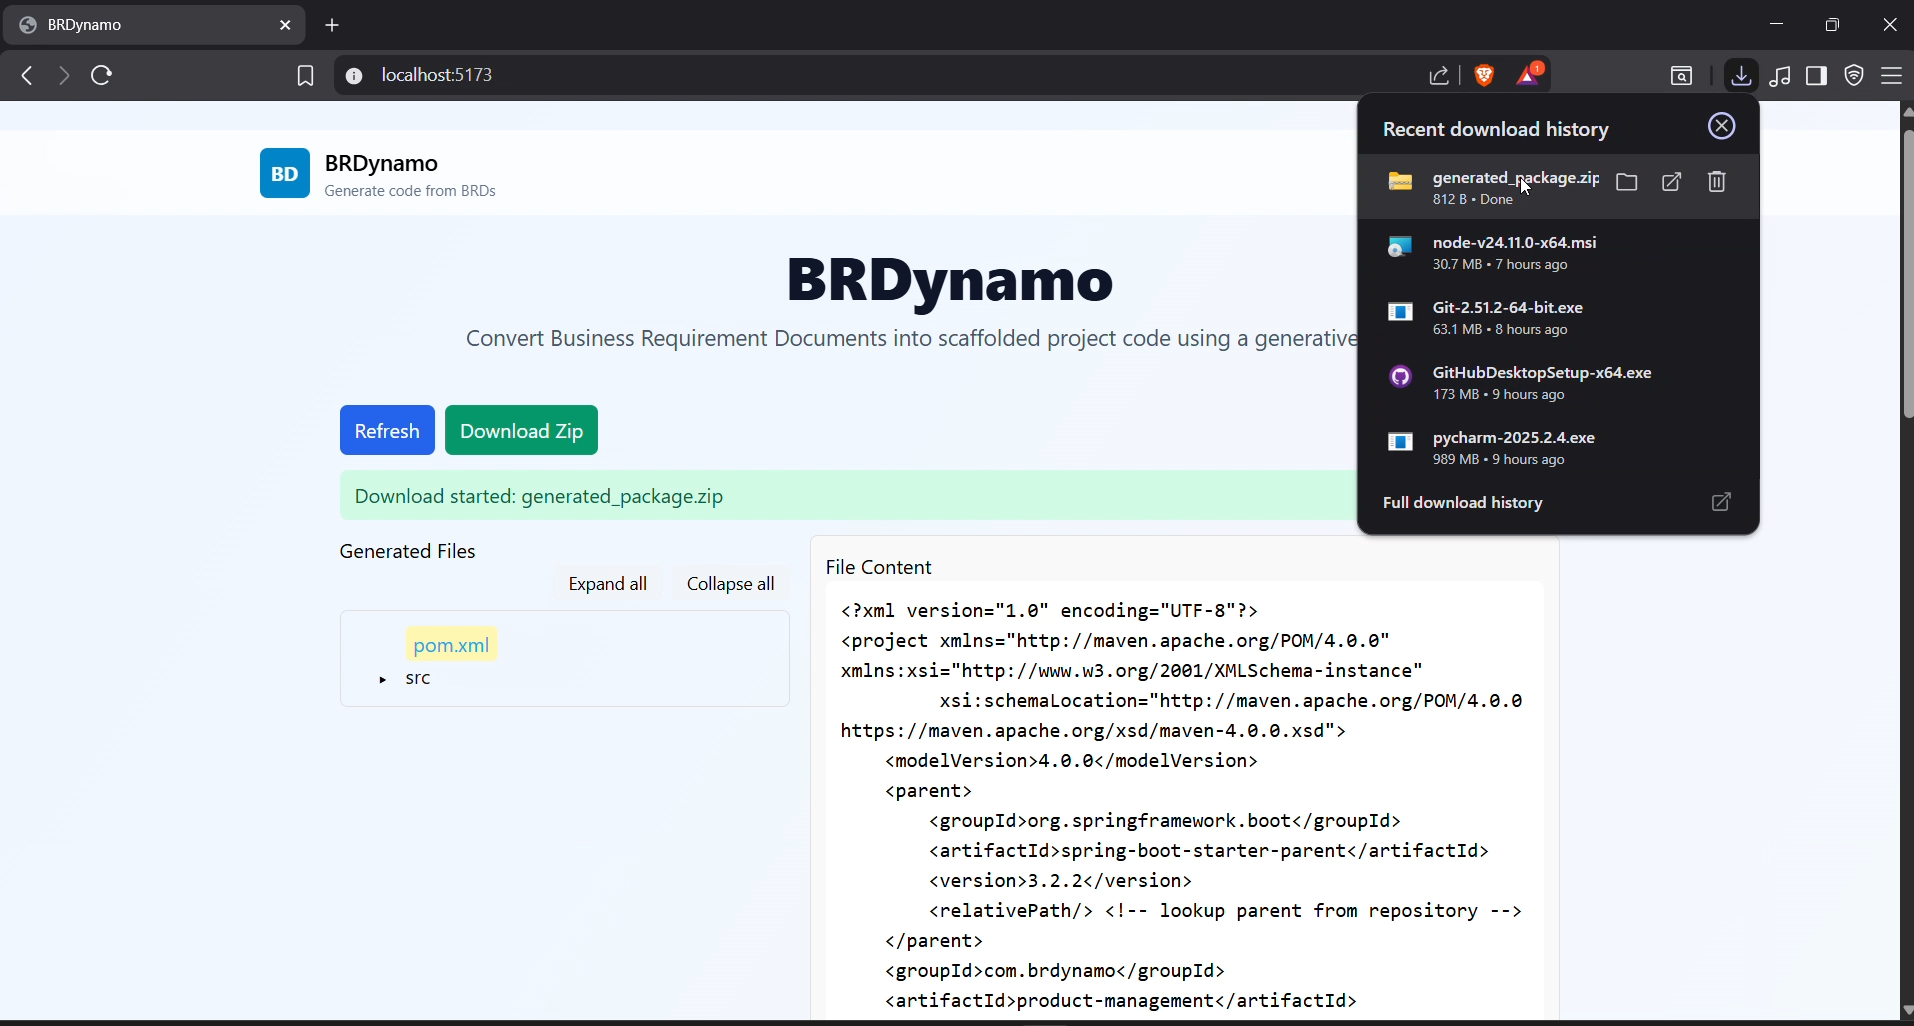 BRDynamo
localhost:5173
1
Recent download history
generated_package.zip
812 B • Done
node-v24.11.0-x64.msi
30.7 MB • 7 hours ago
Git-2.51.2-64-bit.exe
63.1 MB • 8 hours ago
GitHubDesktopSetup-x64.exe
173 MB • 9 hours ago
pycharm-2025.2.4.exe
989 MB • 9 hours ago
Full download history
BD
BRDynamo
Generate code from BRDs
BRDynamo
Convert Business Requirement Documents into scaffolded project code using a generative
Refresh
Download Zip
Download started: generated_package.zip
Generated Files
Expand all
Collapse all
pom.xml
src
File Content
<?xml version="1.0" encoding="UTF-8"?>
<project xmlns="http://maven.apache.org/POM/4.0.0"
xmlns:xsi="http://www.w3.org/2001/XMLSchema-instance"
xsi:schemaLocation="http://maven.apache.org/POM/4.0.0
https://maven.apache.org/xsd/maven-4.0.0.xsd">
<modelVersion>4.0.0</modelVersion>
<parent>
<groupId>org.springframework.boot</groupId>
<artifactId>spring-boot-starter-parent</artifactId>
<version>3.2.2</version>
<relativePath/> <!-- lookup parent from repository -->
</parent>
<groupId>com.brdynamo</groupId>
<artifactId>product-management</artifactId>